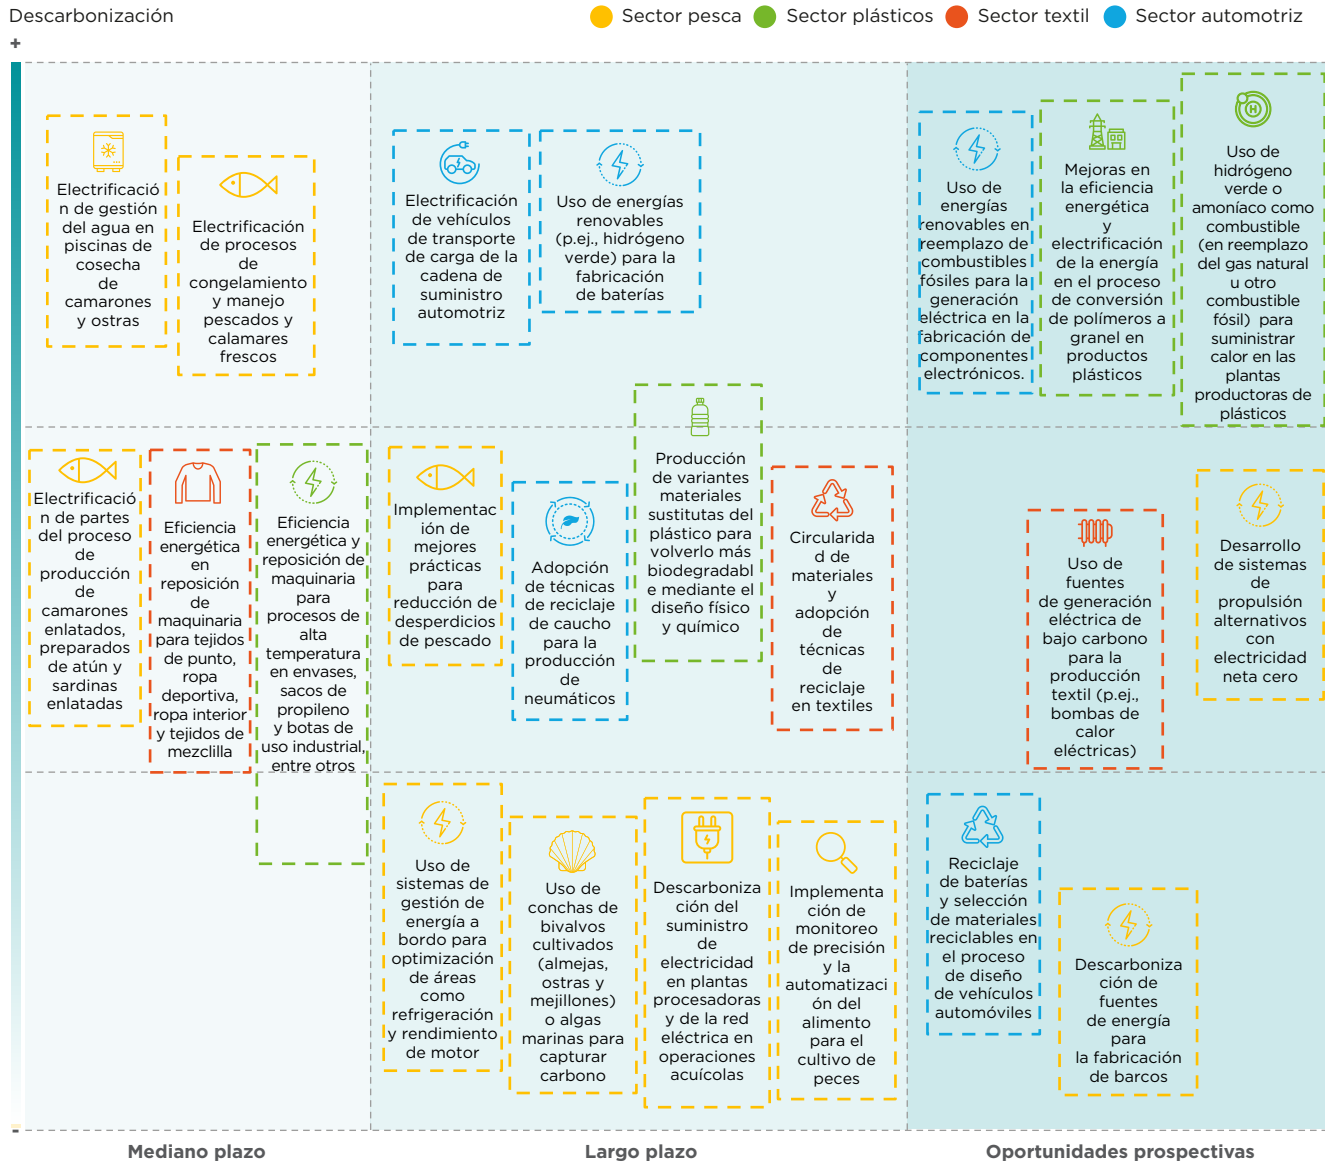 Descarbonización
Sector pesca
Sector plásticos
Sector textil
Sector automotriz
+
Electrificació
n de gestión
del agua en
piscinas de
cosecha
de
camarones
y ostras
Electrificación
de procesos
de
congelamiento
y manejo
pescados y
calamares
frescos
Electrificación
de vehículos
de transporte
de carga de la
cadena de
suministro
automotriz
Uso de energías
renovables
(p.ej., hidrógeno
verde) para la
fabricación
de baterías
Uso de
energías
renovables en
reemplazo de
combustibles
fósiles para la
generación
eléctrica en la
fabricación de
componentes
electrónicos.
Mejoras en
la eficiencia
energética
y
electrificación
de la energía
en el proceso
de conversión
de polímeros a
granel en
productos
plásticos
H
Uso de
hidrógeno
verde o
amoníaco como
combustible
(en reemplazo
del gas natural
u otro
combustible
fósil) para
suministrar
calor en las
plantas
productoras de
plásticos
Electrificació
n de partes
del proceso
de
producción
de
camarones
enlatados,
preparados
de atún y
sardinas
enlatadas
Eficiencia
energética
en
reposición
de
maquinaria
para tejidos
de punto,
ropa
deportiva,
ropa interior
y tejidos de
mezclilla
Eficiencia
energética y
reposición de
maquinaria
para
procesos de
alta
temperatura
en envases,
sacos de
propileno
y botas de
uso industrial,
entre otros
Implementa
ción de
mejores
prácticas
para
reducción de
desperdicios
de pescado
Adopción
de técnicas
de reciclaje
de caucho
para la
producción
de
neumáticos
Producción
de variantes
materiales
sustitutas del
plástico para
volverlo más
biodegradabl
e mediante el
diseño físico
y químico
Circularida
d de
materiales
y
adopción
de
técnicas
de
reciclaje
en textiles
Uso de
fuentes
de generación
eléctrica de
bajo carbono
para la
producción
textil (p.ej.,
bombas de
calor
eléctricas)
Desarrollo
de sistemas
de
propulsión
alternativos
con
electricidad
neta cero
Uso de
sistemas de
gestión de
energía a
bordo para
optimización
de áreas
como
refrigeración
y rendimiento
de motor
Uso de
conchas de
bivalvos
cultivados
(almejas,
ostras y
mejillones)
o algas
marinas para
capturar
carbono
Descarboniza
ción del
suministro
de
electricidad
en plantas
procesadoras
y de la red
eléctrica en
operaciones
acuícolas
Implementa
ción de
monitoreo
de precisión
y la
automatizaci
ón del
alimento
para el
cultivo de
peces
Reciclaje
de baterías
y selección
de materiales
reciclables en
el proceso
de diseño
de vehículos
automóviles
Descarboniza
ción de
fuentes
de energía
para
la fabricación
de barcos
-
Mediano plazo
Largo plazo
Oportunidades prospectivas